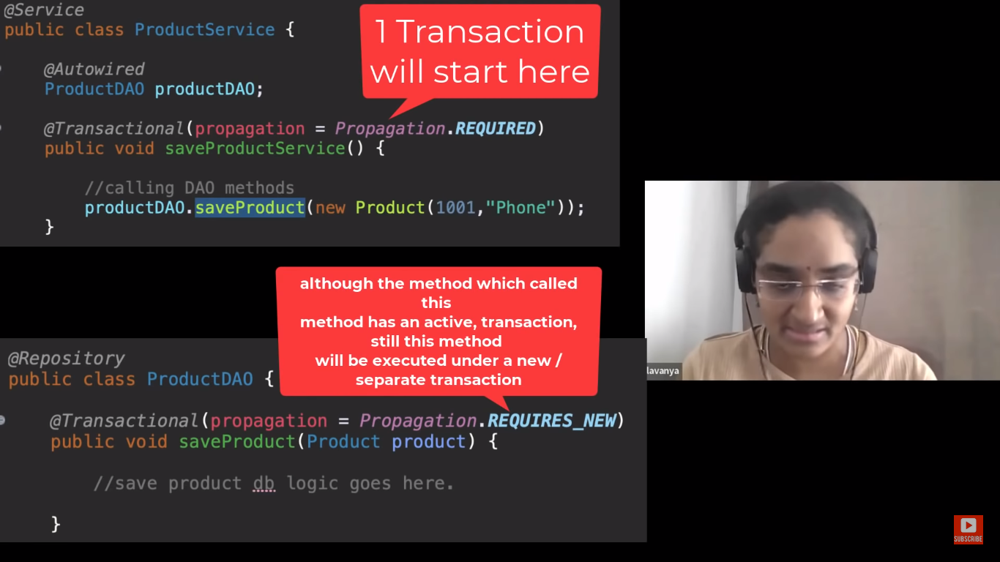 @Service
public class ProductService {
@Autowired
ProductDAO productDAO;
@Transactional(propagation = Propagation.REQUIRED)
public void saveProductService() {
//calling DAO methods
productDAO.saveProduct(new Product(1001,"Phone"));
}
1 Transaction
will start here
although the method which called
this
method has an active, transaction,
still this method
will be executed under a new /
separate transaction
@Repository
public class ProductDAO {
@Transactional(propagation = Propagation.REQUIRES_NEW)
public void saveProduct(Product product) {
//save product db logic goes here.
}
lavanya
SUBSCRIBE